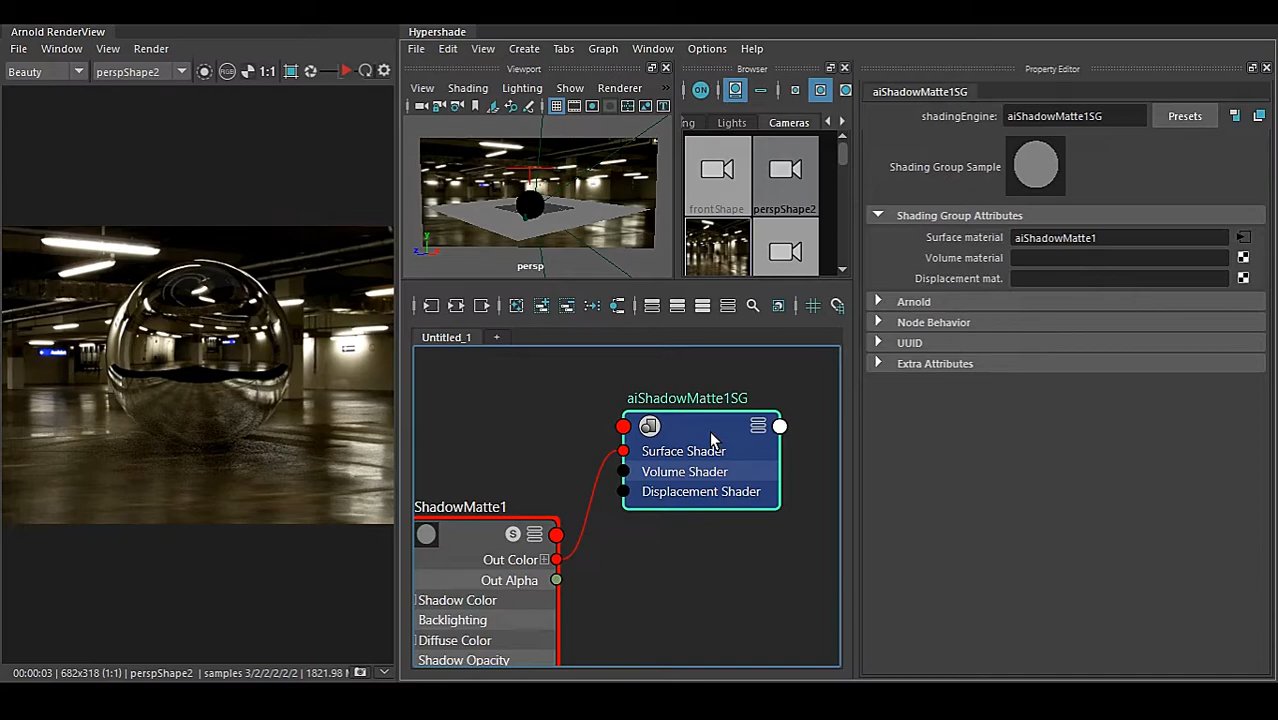 Arnold RenderView
File Window View Render
Beauty perspShape2 RGB 1:1
00:00:03 | 682x318 (1:1) | perspShape2 | samples 3/2/2/2/2/2 | 1821.98 M
Hypershade
File Edit View Create Tabs Graph Window Options Help
Viewport
View Shading Lighting Show Renderer »
persp
Browser
ON
ng Lights Cameras
frontShape perspShape2
Untitled_1 +
aiShadowMatte1SG
Surface Shader
Volume Shader
Displacement Shader
ShadowMatte1
S
Out Color
Out Alpha
Shadow Color
Backlighting
Diffuse Color
Shadow Opacity
Property Editor
aiShadowMatte1SG
shadingEngine: aiShadowMatte1SG Presets
Shading Group Sample
Shading Group Attributes
Surface material aiShadowMatte1
Volume material
Displacement mat.
Arnold
Node Behavior
UUID
Extra Attributes